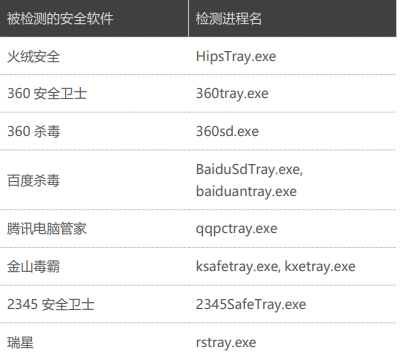 被检测的安全软件 检测进程名
火绒安全 HipsTray.exe
360 安全卫士 360tray.exe
360 杀毒 360sd.exe
百度杀毒 BaiduSdTray.exe,
baiduantray.exe
腾讯电脑管家 qqpctray.exe
金山毒霸 ksafetray.exe, kxetray.exe
2345 安全卫士 2345SafeTray.exe
瑞星 rstray.exe